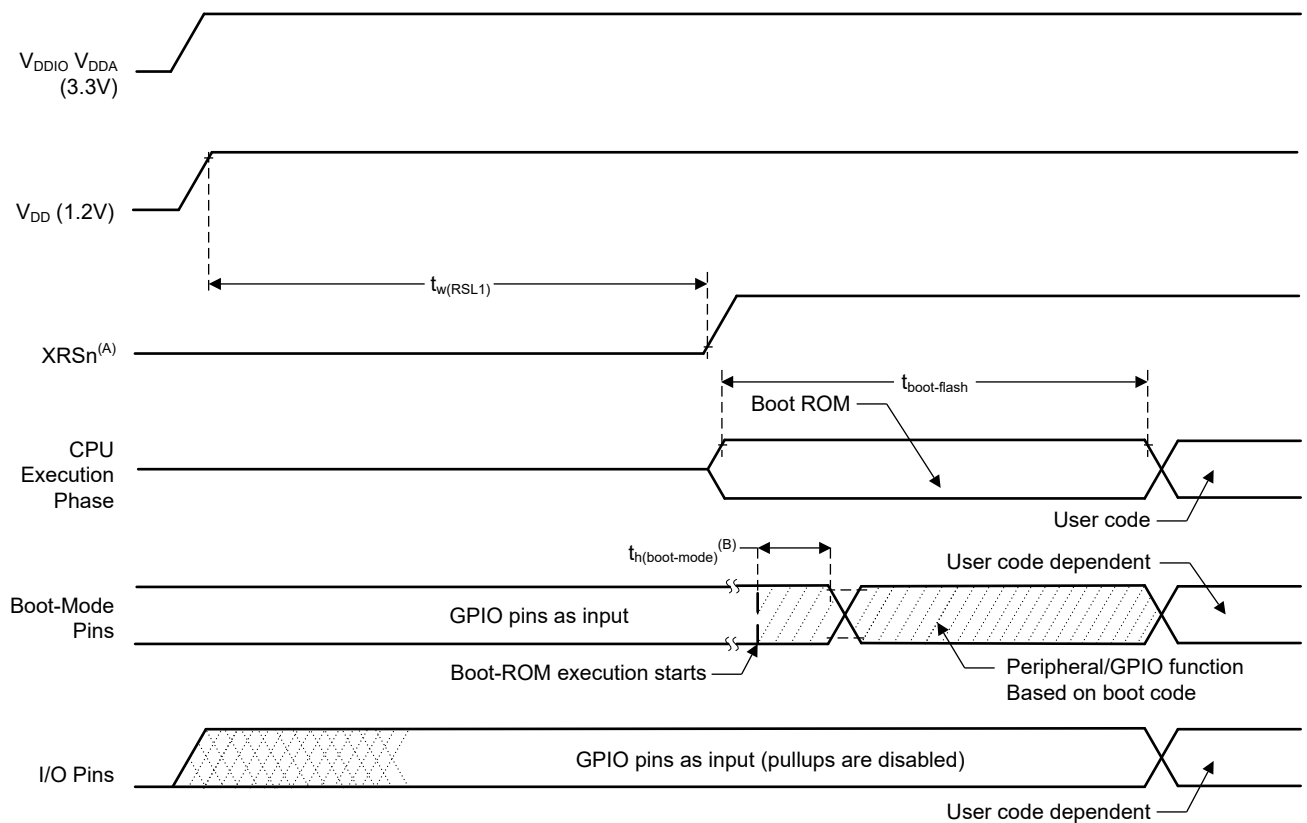 VDDIO VDDA
(3.3V)
VDD (1.2V)
tw(RSL1)
XRSn(A)
tboot-flash
Boot ROM
CPU
Execution
Phase
User code
th(boot-mode)(B)
User code dependent
Boot-Mode
Pins
GPIO pins as input
Boot-ROM execution starts
Peripheral/GPIO function
Based on boot code
I/O Pins
GPIO pins as input (pullups are disabled)
User code dependent